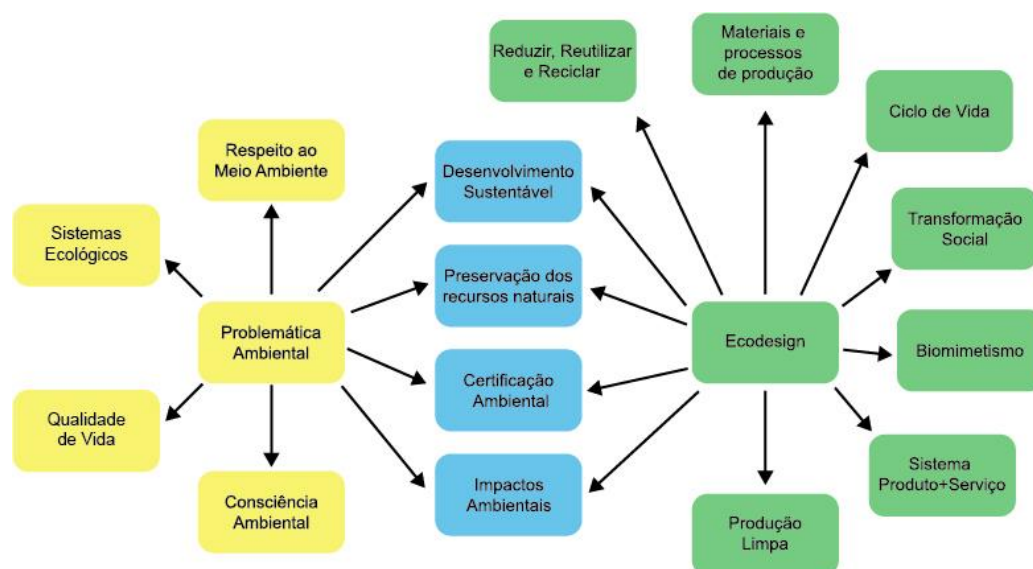 Reduzir, Reutilizar
e Reciclar
Materiais e
processos
de produção
Ciclo de Vida
Respeito ao
Meio Ambiente
Desenvolvimento
Sustentável
Transformação
Social
Sistemas
Ecológicos
Preservação dos
recursos naturais
Problemática
Ambiental
Ecodesign
Biomimetismo
Certificação
Ambiental
Qualidade
de Vida
Sistema
Produto+Serviço
Consciência
Ambiental
Impactos
Ambientais
Produção
Limpa